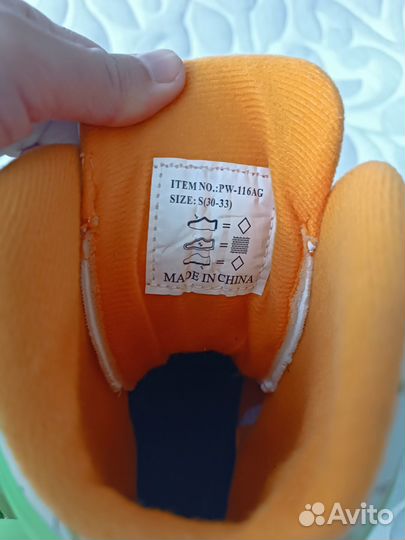 ITEM NO.:PW-116AG
SIZE: S(30-33)
=
=
=
MADE IN CHINA
Avito